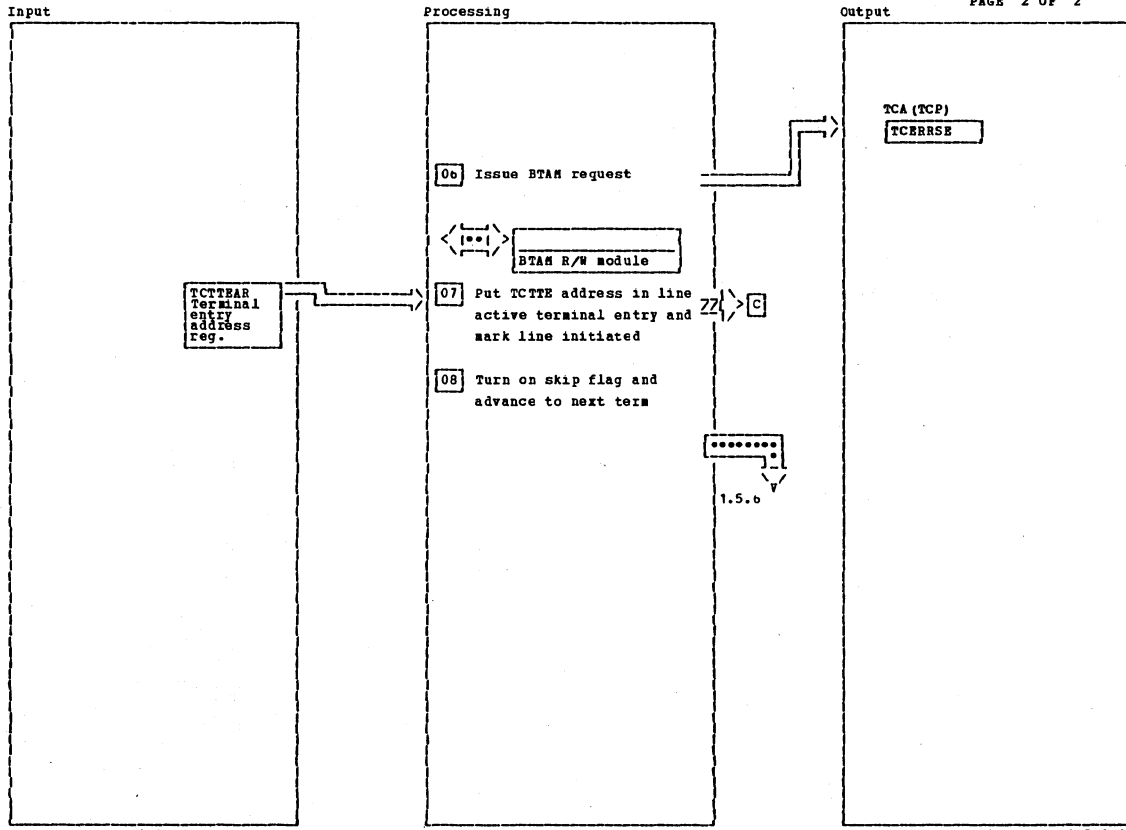 PAGE 2 OF 2
Input
Processing
Output
TCA (TCP)
TCERRSE
06 Issue BTAM request
BTAM R/W module
TCTTEAR
Terminal
entry
address
reg.
07 Put TCTTE address in line
active terminal entry and
mark line initiated
C
08 Turn on skip flag and
advance to next term
1.5.6